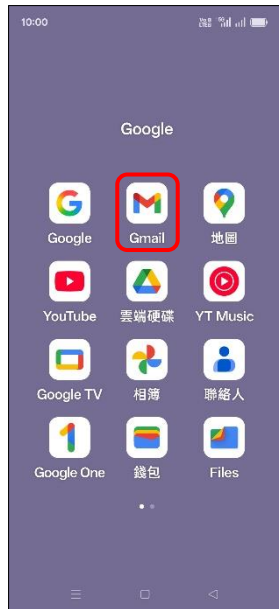 10:00
Google
Google Gmail 地圖
YouTube 雲端硬碟 YT Music
Google TV 相簿 聯絡人
Google One 錢包 Files